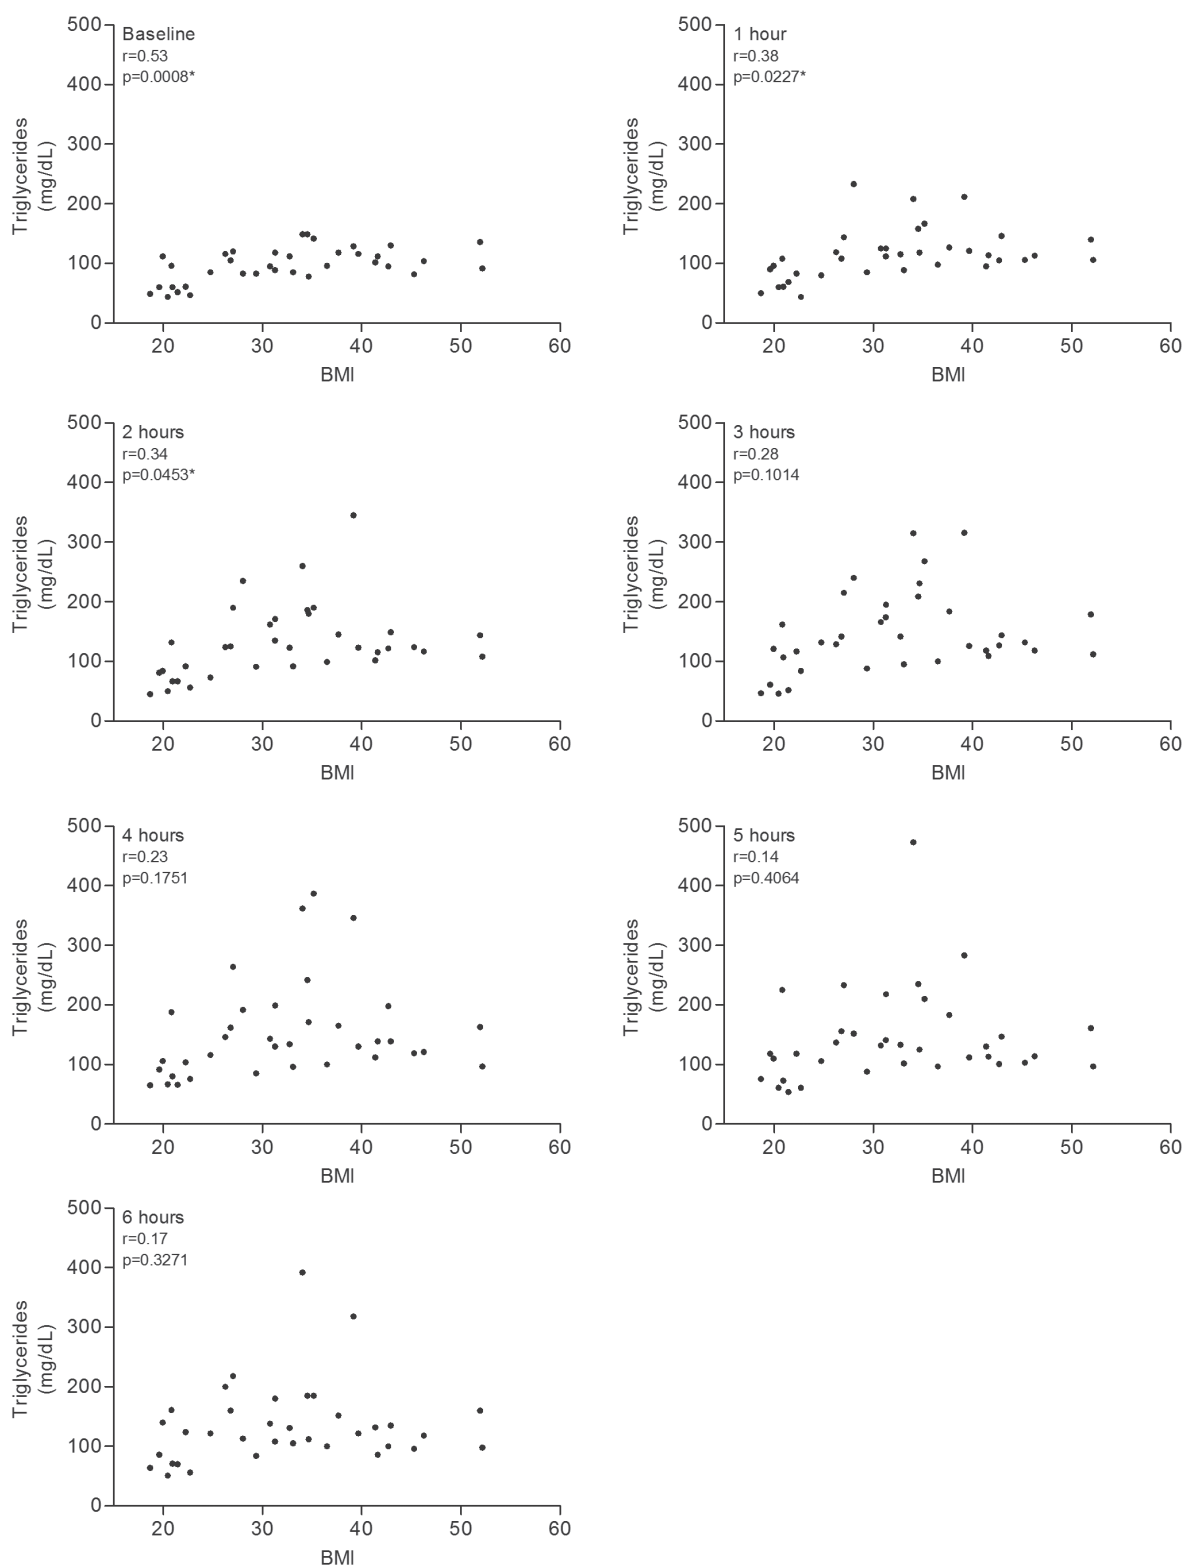 Baseline
r=0.53
p=0.0008*
500
400
300
200
100
0
Triglycerides
(mg/dL)
20 30 40 50 60
BMI
1 hour
r=0.38
p=0.0227*
500
400
300
200
100
0
Triglycerides
(mg/dL)
20 30 40 50 60
BMI
2 hours
r=0.34
p=0.0453*
500
400
300
200
100
0
Triglycerides
(mg/dL)
20 30 40 50 60
BMI
3 hours
r=0.28
p=0.1014
500
400
300
200
100
0
Triglycerides
(mg/dL)
20 30 40 50 60
BMI
4 hours
r=0.23
p=0.1751
500
400
300
200
100
0
Triglycerides
(mg/dL)
20 30 40 50 60
BMI
5 hours
r=0.14
p=0.4064
500
400
300
200
100
0
Triglycerides
(mg/dL)
20 30 40 50 60
BMI
6 hours
r=0.17
p=0.3271
500
400
300
200
100
0
Triglycerides
(mg/dL)
20 30 40 50 60
BMI